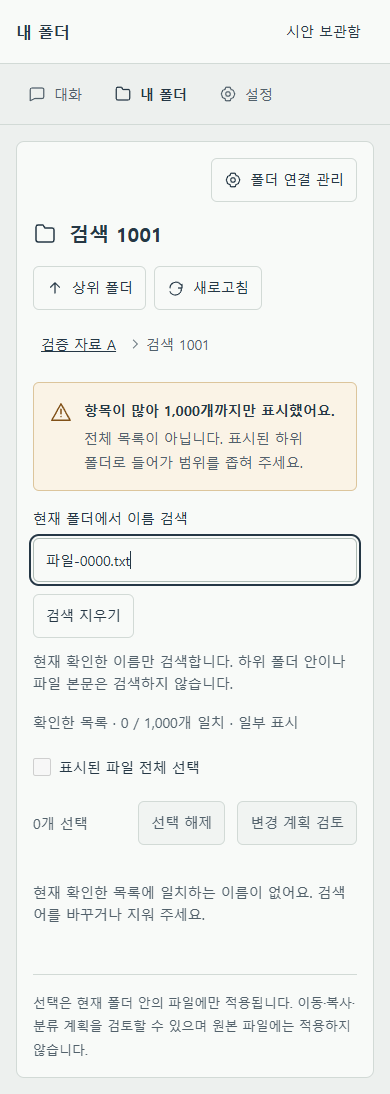 내 폴더
시안 보관함
대화
내 폴더
설정
폴더 연결 관리
검색 1001
상위 폴더
새로고침
검증 자료 A > 검색 1001
항목이 많아 1,000개까지만 표시했어요.
전체 목록이 아닙니다. 표시된 하위
폴더로 들어가 범위를 좁혀 주세요.
현재 폴더에서 이름 검색
파일-0000.txt
검색 지우기
현재 확인한 이름만 검색합니다. 하위 폴더 안이나
파일 본문은 검색하지 않습니다.
확인한 목록 · 0 / 1,000개 일치 · 일부 표시
표시된 파일 전체 선택
0개 선택
선택 해제
변경 계획 검토
현재 확인한 목록에 일치하는 이름이 없어요. 검색
어를 바꾸거나 지워 주세요.
선택은 현재 폴더 안의 파일에만 적용됩니다. 이동·복사·
분류 계획을 검토할 수 있으며 원본 파일에는 적용하지
않습니다.